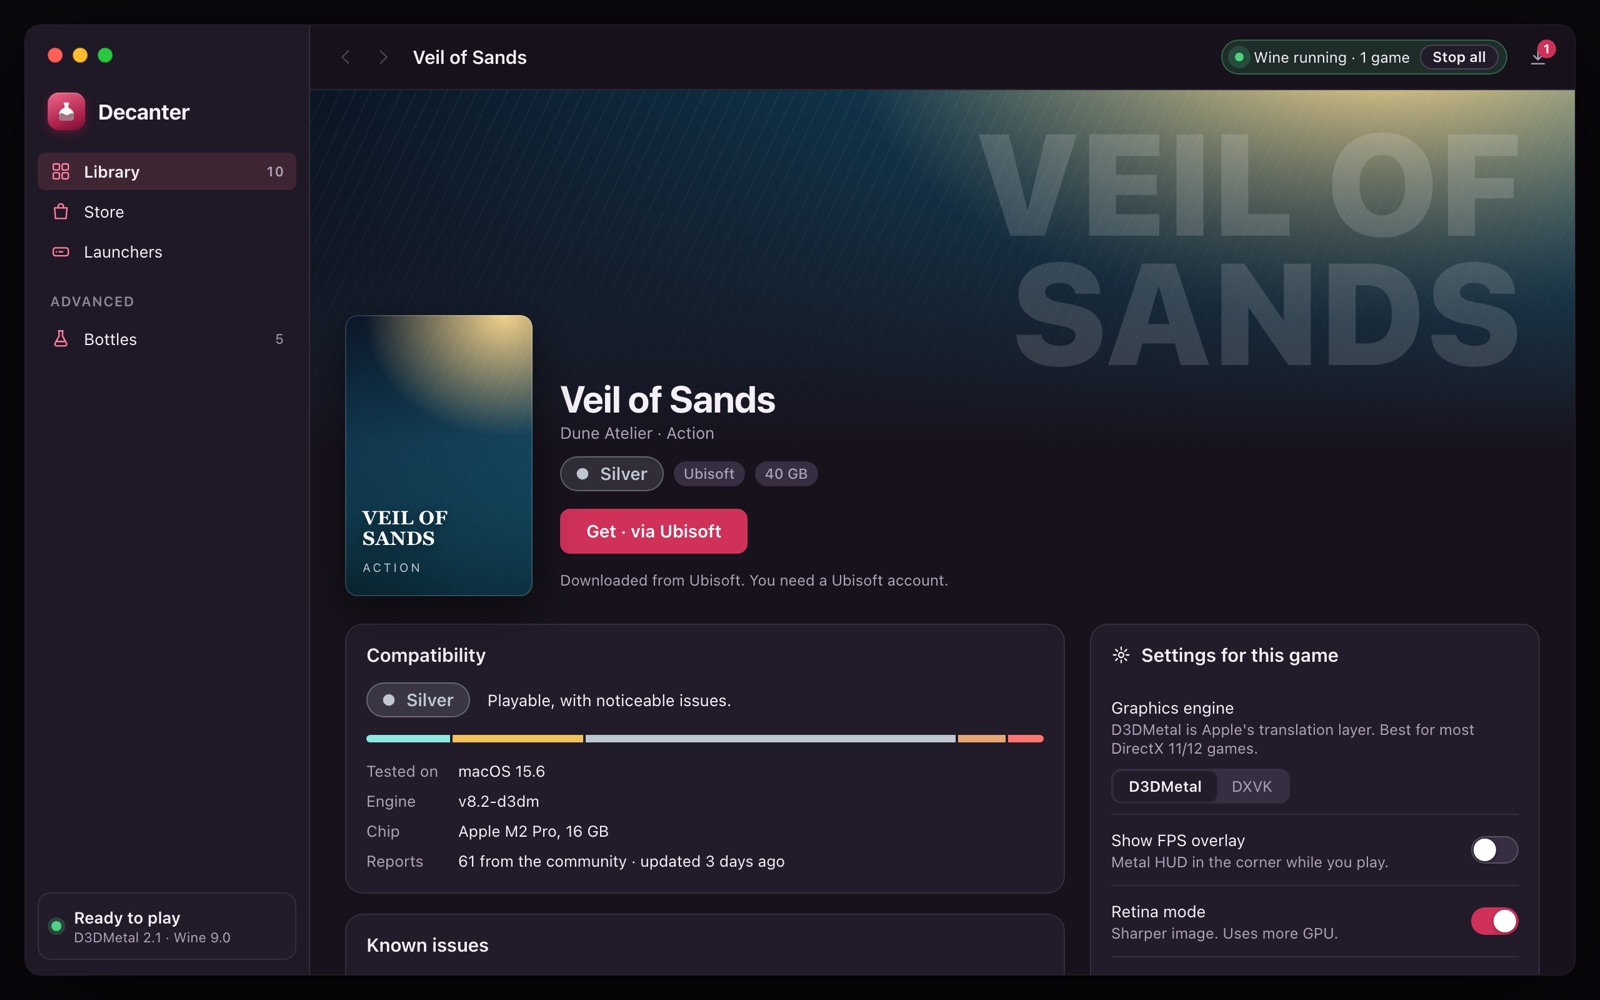 Veil of Sands
Wine running · 1 game
Stop all
1
Decanter
Library
10
Store
Launchers
ADVANCED
Bottles
5
Ready to play
D3DMetal 2.1 · Wine 9.0
VEIL OF
SANDS
VEIL OF
SANDS
ACTION
Veil of Sands
Dune Atelier · Action
Silver
Ubisoft
40 GB
Get · via Ubisoft
Downloaded from Ubisoft. You need a Ubisoft account.
Compatibility
Silver
Playable, with noticeable issues.
Tested on macOS 15.6
Engine v8.2-d3dm
Chip Apple M2 Pro, 16 GB
Reports 61 from the community · updated 3 days ago
Known issues
Settings for this game
Graphics engine
D3DMetal is Apple's translation layer. Best for most
DirectX 11/12 games.
D3DMetal
DXVK
Show FPS overlay
Metal HUD in the corner while you play.
Retina mode
Sharper image. Uses more GPU.